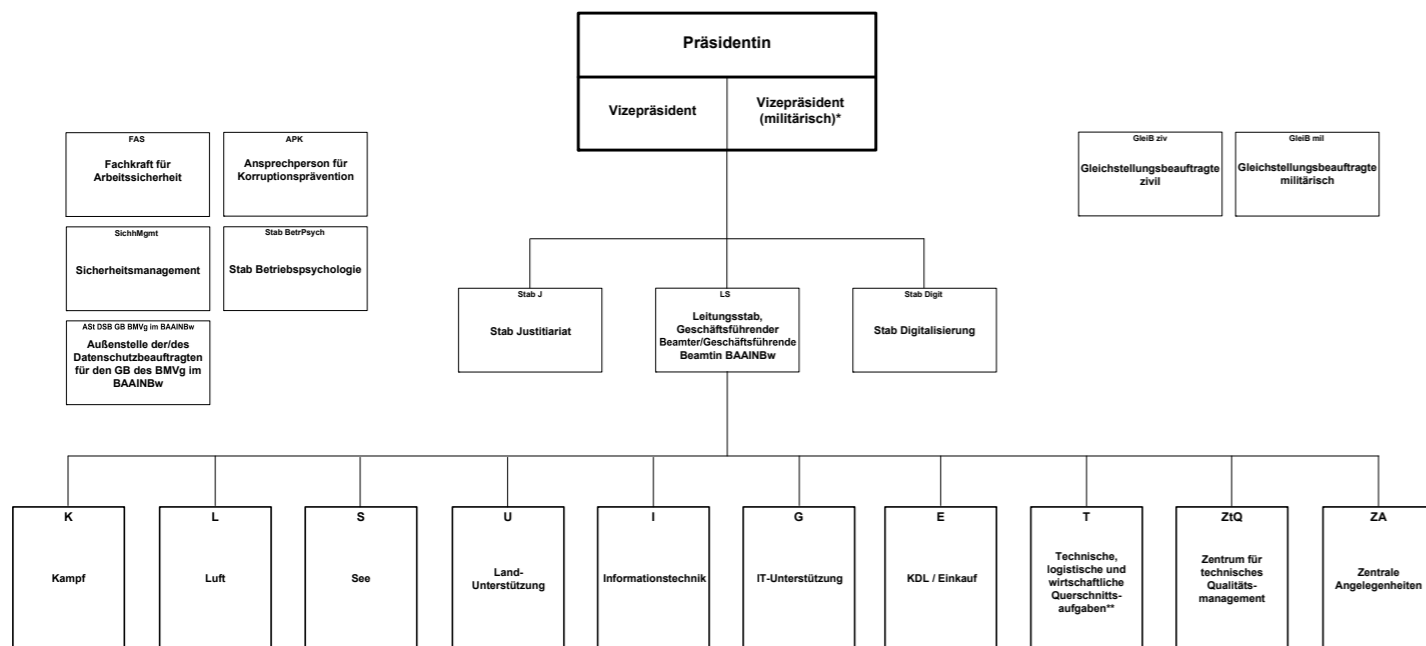 Präsidentin
Vizepräsident
Vizepräsident
(militärisch)*
FAS
Fachkraft für
Arbeitssicherheit
APK
Ansprechperson für
Korruptionsprävention
GleiB ziv
Gleichstellungsbeauftragte
zivil
GleiB mil
Gleichstellungsbeauftragte
militärisch
SichhMgmt
Sicherheitsmanagement
Stab BetrPsych
Stab Betriebspsychologie
ASt DSB GB BMVg im BAAINBw
Außenstelle der/des
Datenschutzbeauftragten
für den GB des BMVg im
BAAINBw
Stab J
Stab Justitiariat
LS
Leitungsstab,
Geschäftsführender
Beamter/Geschäftsführende
Beamtin BAAINBw
Stab Digit
Stab Digitalisierung
K
Kampf
L
Luft
S
See
U
Land-
Unterstützung
I
Informationstechnik
G
IT-Unterstützung
E
KDL / Einkauf
T
Technische,
logistische und
wirtschaftliche
Querschnitts-
aufgaben**
ZtQ
Zentrum für
technisches
Qualitäts-
management
ZA
Zentrale
Angelegenheiten